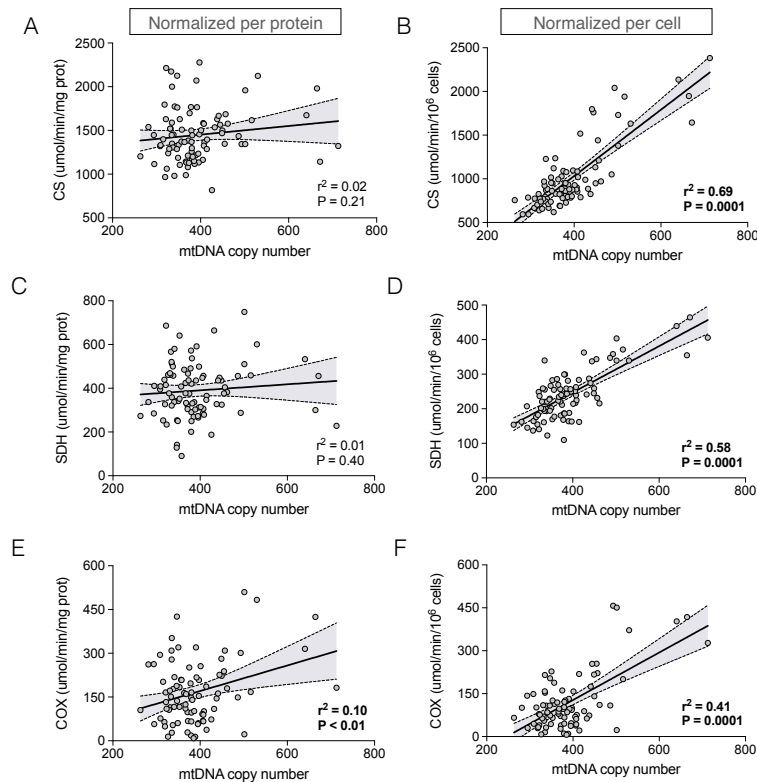 A
Normalized per protein
B
Normalized per cell
2500
2000
1500
1000
500
CS (umol/min/mg prot)
r² = 0.02
P = 0.21
200 400 600 800
mtDNA copy number
2500
2000
1500
1000
500
CS (umol/min/10⁶ cells)
r² = 0.69
P = 0.0001
200 400 600 800
mtDNA copy number
C
800
600
400
200
0
SDH (umol/min/mg prot)
r² = 0.01
P = 0.40
200 400 600 800
mtDNA copy number
D
500
400
300
200
100
0
SDH (umol/min/10⁶ cells)
r² = 0.58
P = 0.0001
200 400 600 800
mtDNA copy number
E
600
450
300
150
0
COX (umol/min/mg prot)
r² = 0.10
P < 0.01
200 400 600 800
mtDNA copy number
F
600
450
300
150
0
COX (umol/min/10⁶ cells)
r² = 0.41
P = 0.0001
200 400 600 800
mtDNA copy number